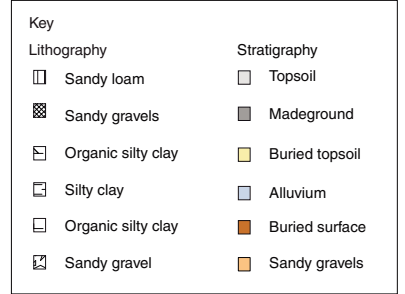 Key
Lithography Stratigraphy
Sandy loam Topsoil
Sandy gravels Madeground
Organic silty clay Buried topsoil
Silty clay Alluvium
Organic silty clay Buried surface
Sandy gravel Sandy gravels